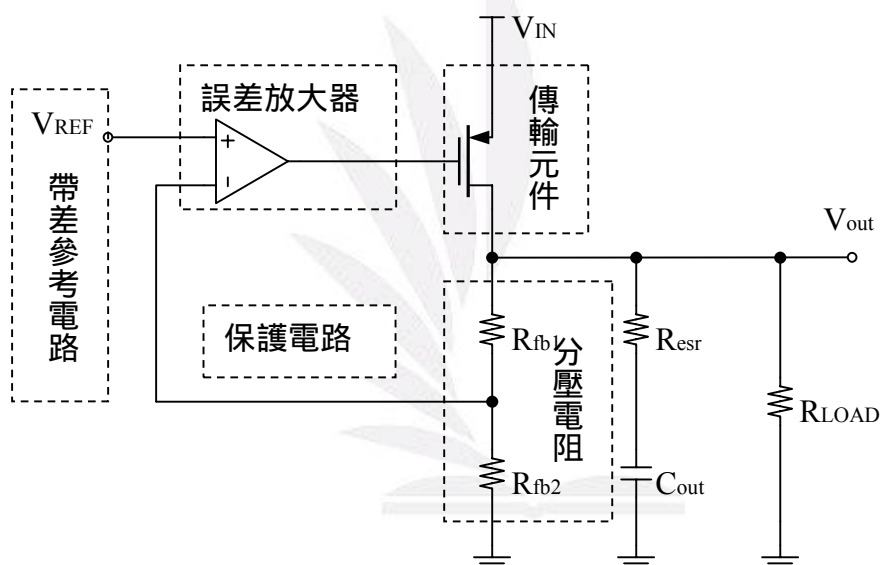 VIN
誤差放大器
傳輸元件
VREF
+
-
帶差參考電路
Vout
保護電路
Rfb1
分壓電阻
Resr
RLOAD
Rfb2
Cout